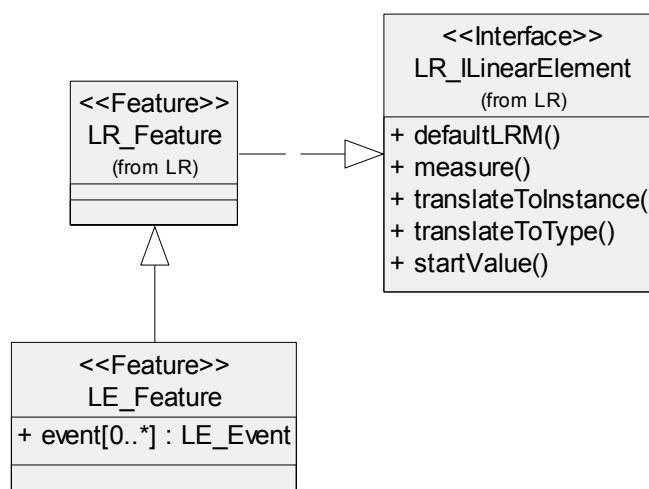 <<Interface>>
LR_ILinearElement
(from LR)
+ defaultLRM()
+ measure()
+ translateToInstance(
+ translateToType()
+ startValue()
<<Feature>>
LR_Feature
(from LR)
<<Feature>>
LE_Feature
+ event[0..*] : LE_Event